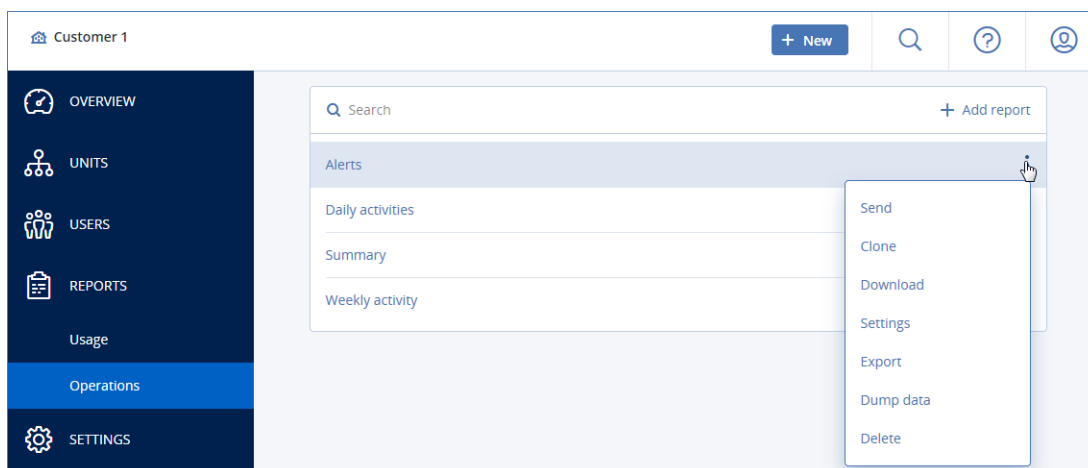 Customer 1
+ New
OVERVIEW
UNITS
USERS
REPORTS
Usage
Operations
SETTINGS
Search
+ Add report
Alerts
Daily activities
Summary
Weekly activity
Send
Clone
Download
Settings
Export
Dump data
Delete